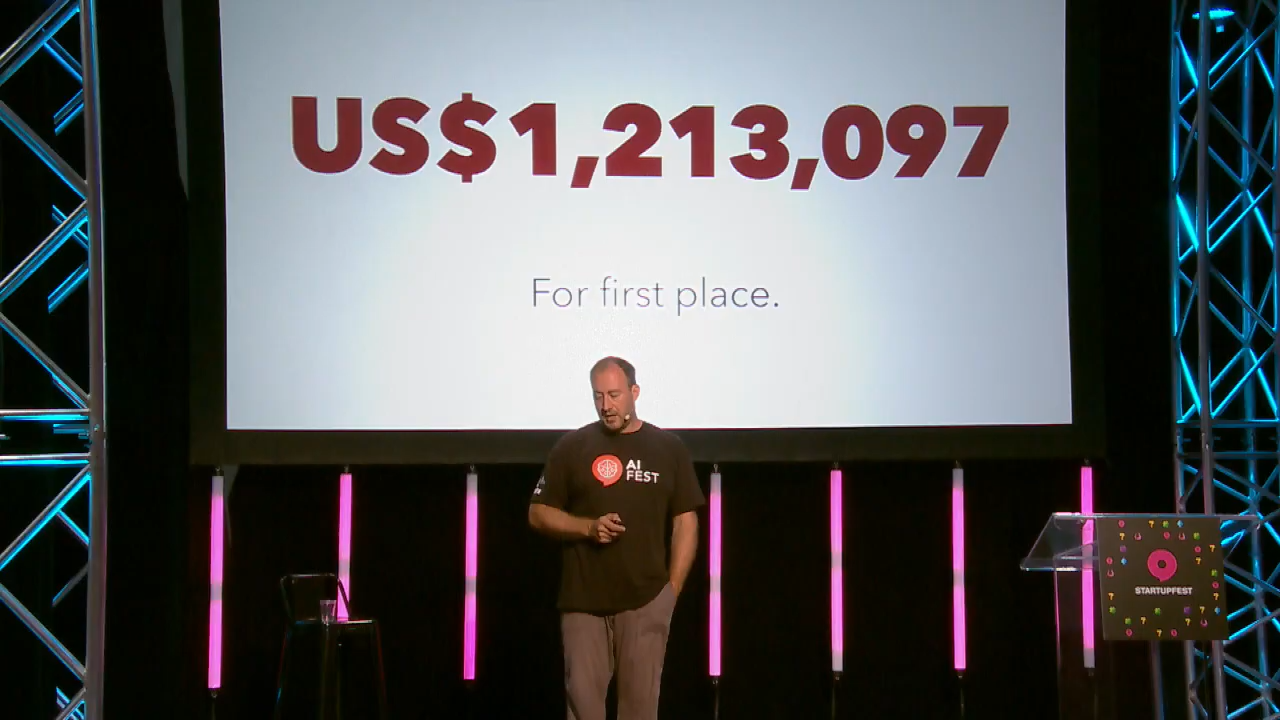 US$1,213,097
For first place.
AI
FEST
STARTUPFEST